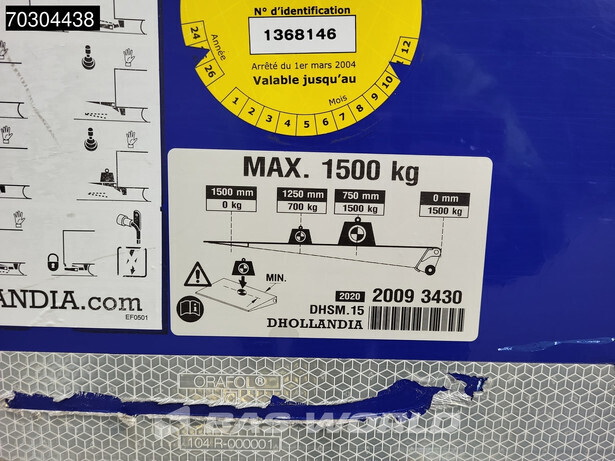 70304438
N° d'identification
1368146
Arrêté du 1er mars 2004
Valable jusqu'au
Année
24
26
Mois
1 2 3 4 5 6 7 8 9 10 12
MAX. 1500 kg
1500 mm 1250 mm 750 mm 0 mm
0 kg 700 kg 1500 kg 1500 kg
MIN.
2020 2009 3430
DHSM.15
DHOLLANDIA
ANDIA.com
EF0501
ORAFOL®
BAS WORLD
104 R-000001